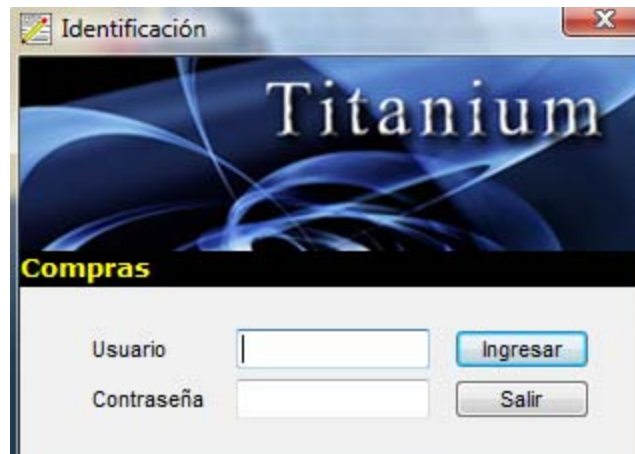 Identificación
Titanium
Compras
Usuario
Ingresar
Contraseña
Salir